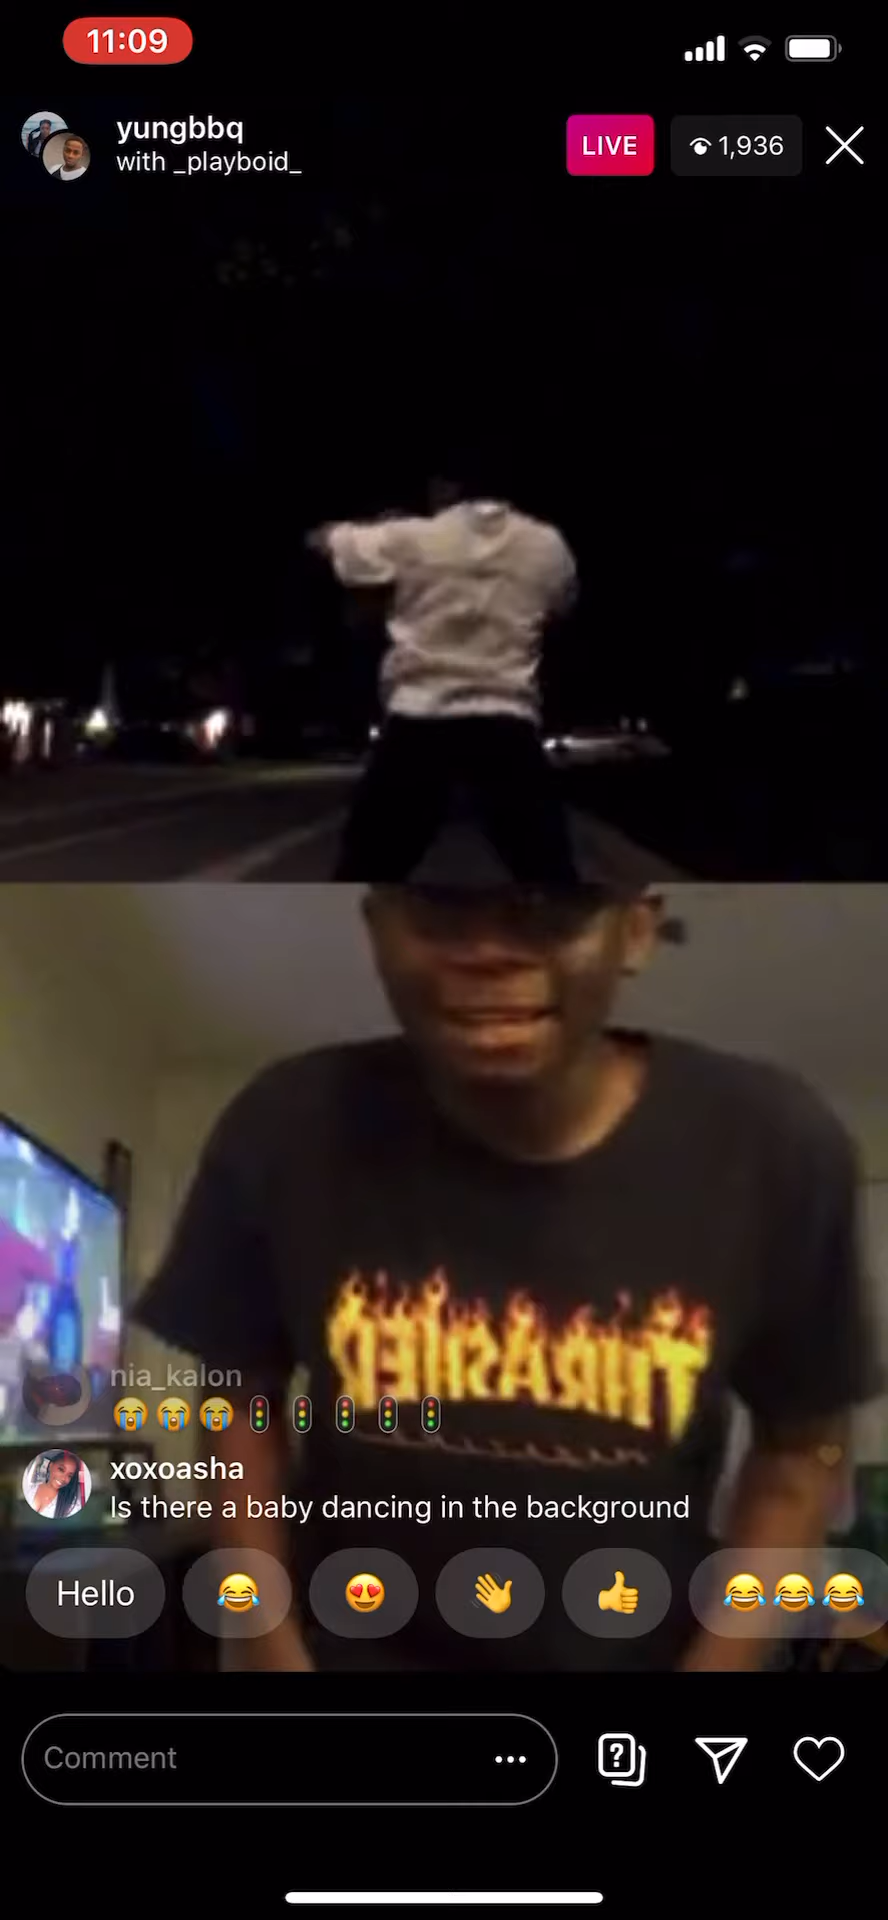 11:09
yungbbq
with _playboid_
LIVE
1,936
THRASHER
nia_kalon
😭😭😭🚦🚦🚦🚦🚦
xoxoasha
Is there a baby dancing in the background
Hello 😂 😍 👋 👍 😂😂😂
Comment